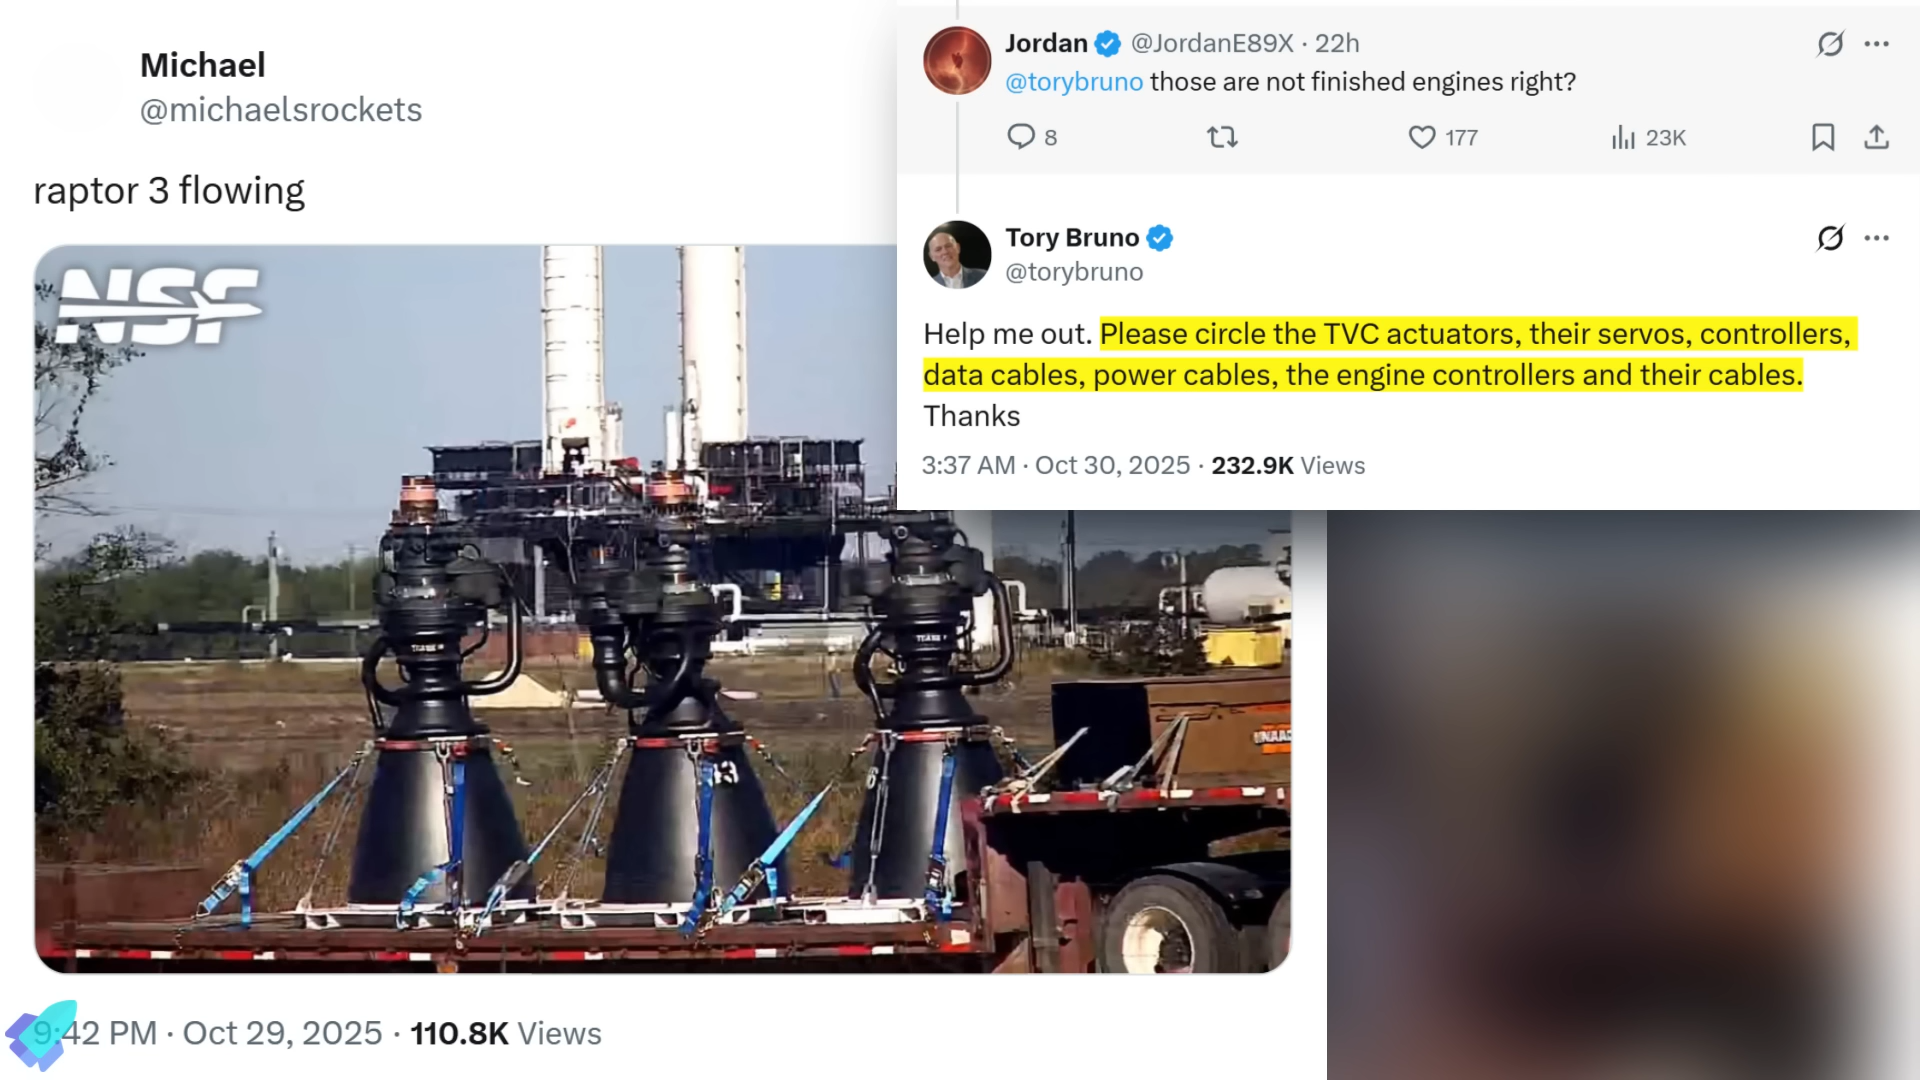 Michael
@michaelsrockets
raptor 3 flowing
NSF
13
9:42 PM · Oct 29, 2025 · 110.8K Views
Jordan @JordanE89X · 22h
@torybruno those are not finished engines right?
8 177 23K
Tory Bruno
@torybruno
Help me out. Please circle the TVC actuators, their servos, controllers,
data cables, power cables, the engine controllers and their cables.
Thanks
3:37 AM · Oct 30, 2025 · 232.9K Views